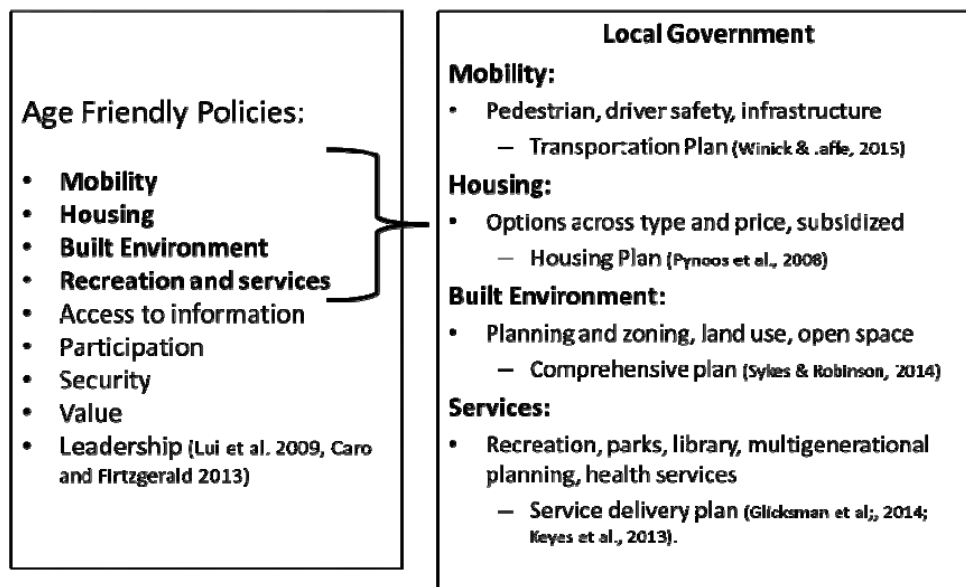 Age Friendly Policies:
• Mobility
• Housing
• Built Environment
• Recreation and services
• Access to information
• Participation
• Security
• Value
• Leadership (Lui et al. 2009, Caro
and Firtzgerald 2013)
Local Government
Mobility:
• Pedestrian, driver safety, infrastructure
– Transportation Plan (Winick & .affe, 2015)
Housing:
• Options across type and price, subsidized
– Housing Plan (Pynoos et al., 2008)
Built Environment:
• Planning and zoning, land use, open space
– Comprehensive plan (Sykes & Robinson, 2014)
Services:
• Recreation, parks, library, multigenerational
planning, health services
– Service delivery plan (Glicksman et al;, 2014;
Keyes et al., 2013).